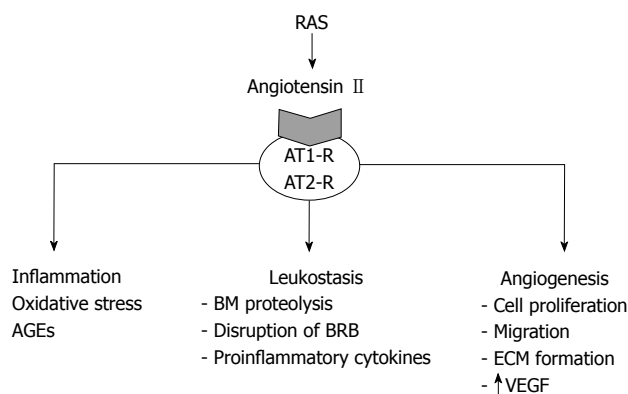 RAS
Angiotensin Ⅱ
AT1-R
AT2-R
Inflammation
Oxidative stress
AGEs
Leukostasis
- BM proteolysis
- Disruption of BRB
- Proinflammatory cytokines
Angiogenesis
- Cell proliferation
- Migration
- ECM formation
- ↑VEGF